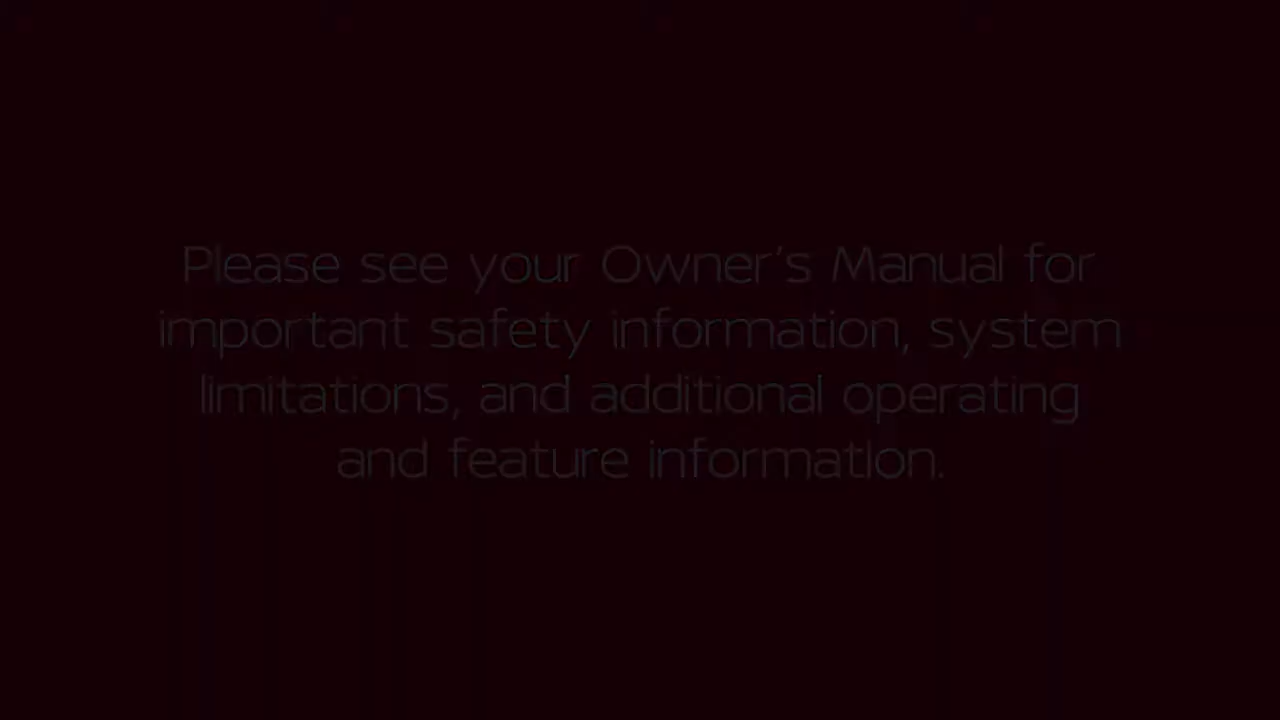 Please see your Owner's Manual for
important safety information, system
limitations, and additional operating
and feature information.